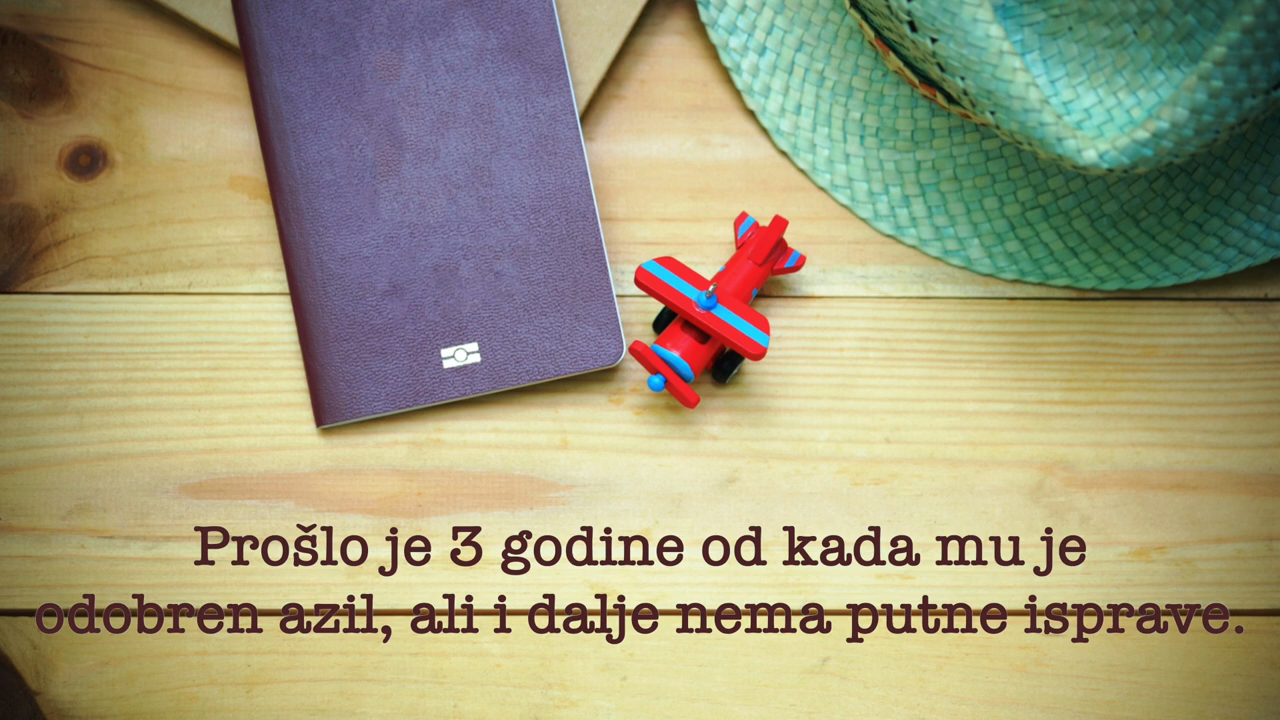 Prošlo je 3 godine od kada mu je
odobren azil, ali i dalje nema putne isprave.